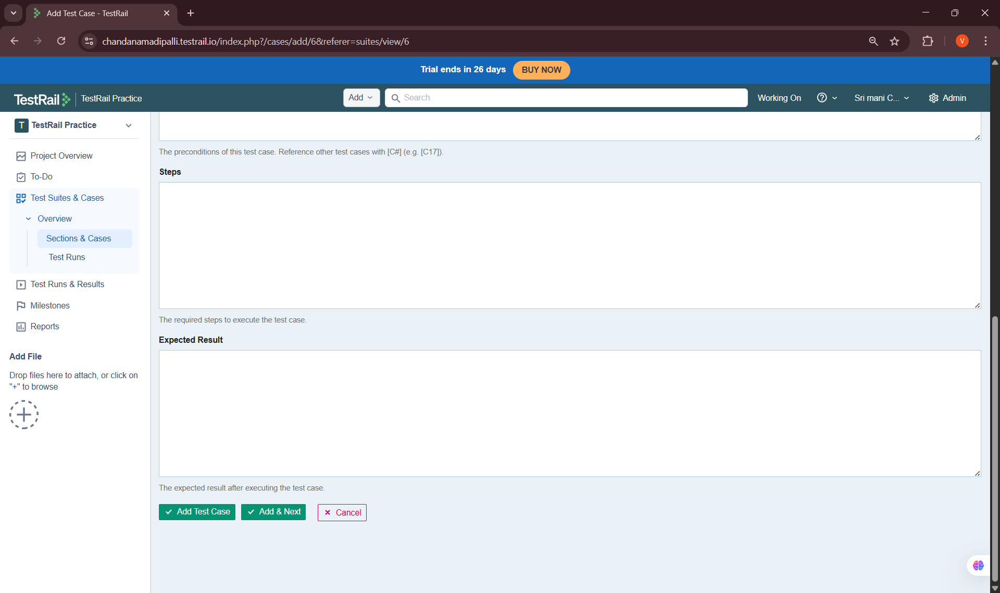 Add Test Case - TestRail
chandanamadipalli.testrail.io/index.php?/cases/add/6&referer=suites/view/6
V
Trial ends in 26 days
BUY NOW
TestRail
TestRail Practice
Add
Search
Working On
Sri mani C...
Admin
T TestRail Practice
Project Overview
To-Do
Test Suites & Cases
Overview
Sections & Cases
Test Runs
Test Runs & Results
Milestones
Reports
Add File
Drop files here to attach, or click on
"+" to browse
The preconditions of this test case. Reference other test cases with [C#] (e.g. [C17]).
Steps
The required steps to execute the test case.
Expected Result
The expected result after executing the test case.
Add Test Case
Add & Next
Cancel